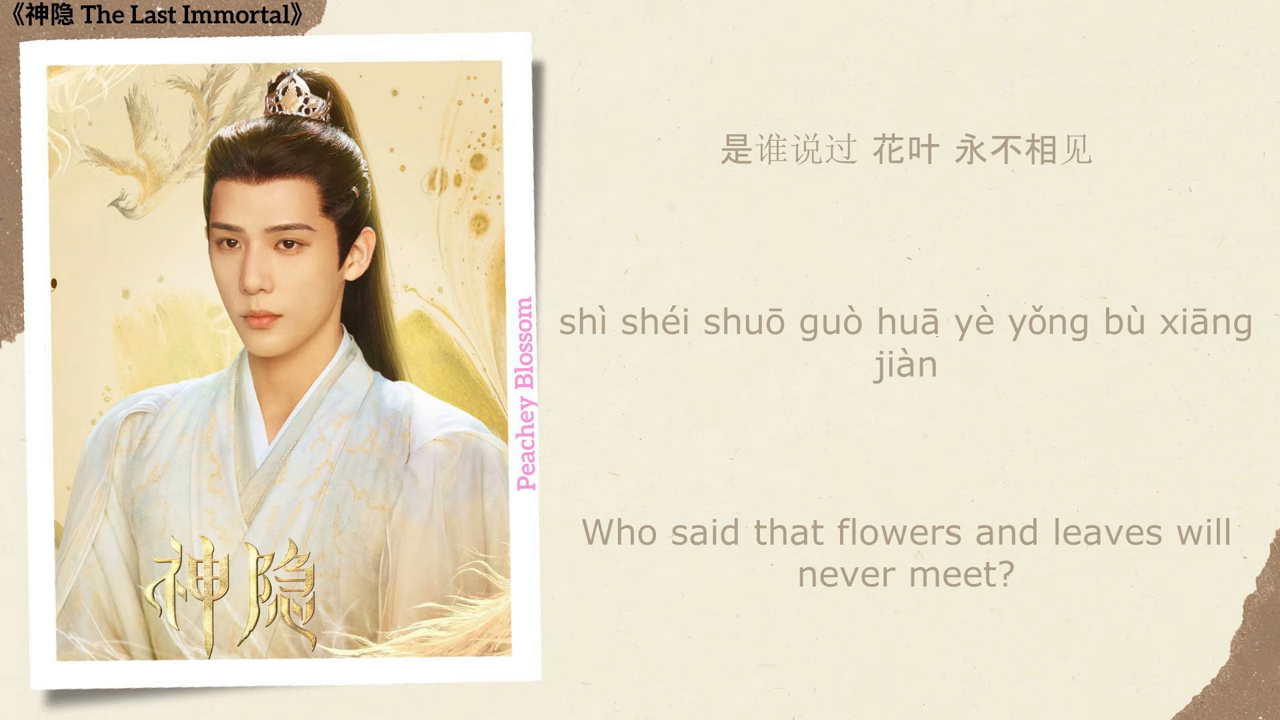 《神隐 The Last Immortal》
神隐
Peachey Blossom
是谁说过 花叶 永不相见
shì shéi shuō guò huā yè yǒng bù xiāng
jiàn
Who said that flowers and leaves will
never meet?